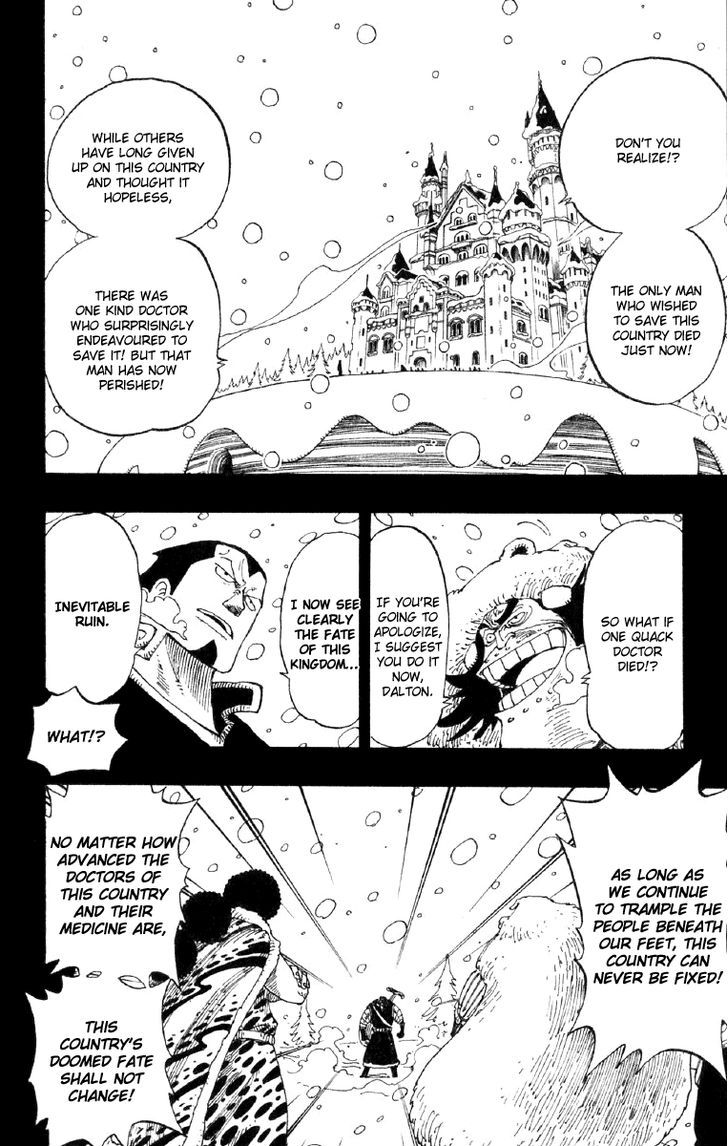 DON'T YOU
REALIZE!?
THE ONLY MAN
WHO WISHED
TO SAVE THIS
COUNTRY DIED
JUST NOW!
WHILE OTHERS
HAVE LONG GIVEN
UP ON THIS COUNTRY
AND THOUGHT IT
HOPELESS,
THERE WAS
ONE KIND DOCTOR
WHO SURPRISINGLY
ENDEAVOURED TO
SAVE IT! BUT THAT
MAN HAS NOW
PERISHED!
SO WHAT IF
ONE QUACK
DOCTOR
DIED!?
IF YOU'RE
GOING TO
APOLOGIZE,
I SUGGEST
YOU DO IT
NOW,
DALTON.
I NOW SEE
CLEARLY
THE FATE
OF THIS
KINGDOM...
INEVITABLE
RUIN.
WHAT!?
AS LONG AS
WE CONTINUE
TO TRAMPLE THE
PEOPLE BENEATH
OUR FEET, THIS
COUNTRY CAN
NEVER BE FIXED!
NO MATTER HOW
ADVANCED THE
DOCTORS OF
THIS COUNTRY
AND THEIR
MEDICINE ARE,
THIS
COUNTRY'S
DOOMED FATE
SHALL NOT
CHANGE!